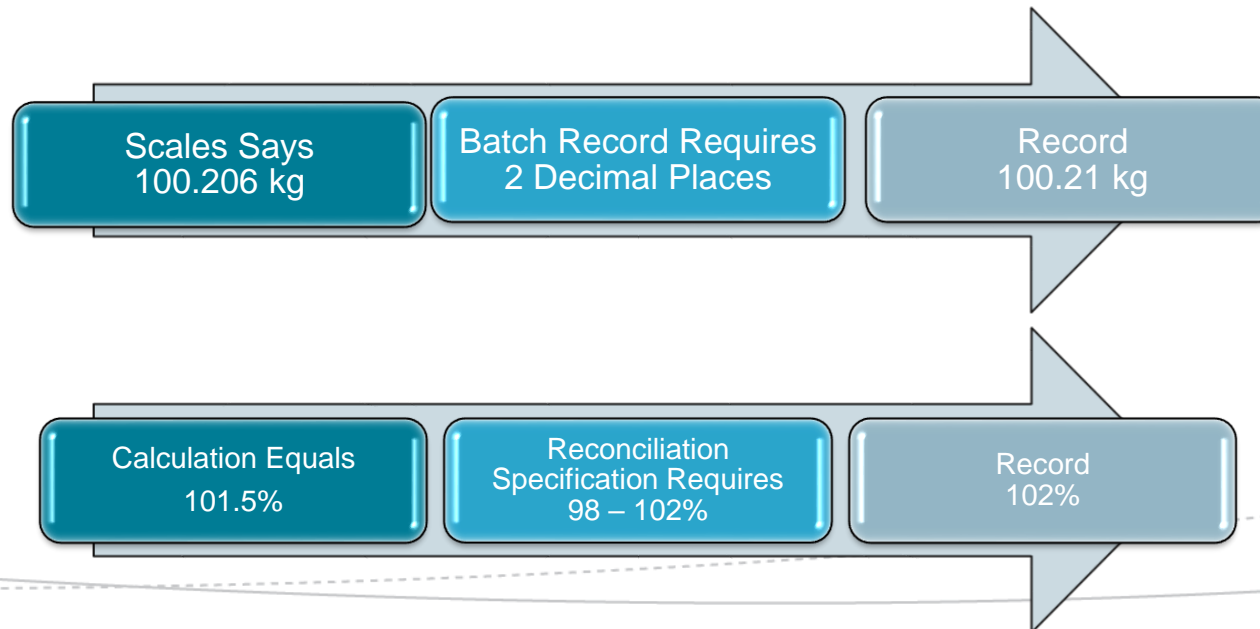 Scales Says
100.206 kg
Batch Record Requires
2 Decimal Places
Record
100.21 kg
Calculation Equals
101.5%
Reconciliation
Specification Requires
98 – 102%
Record
102%